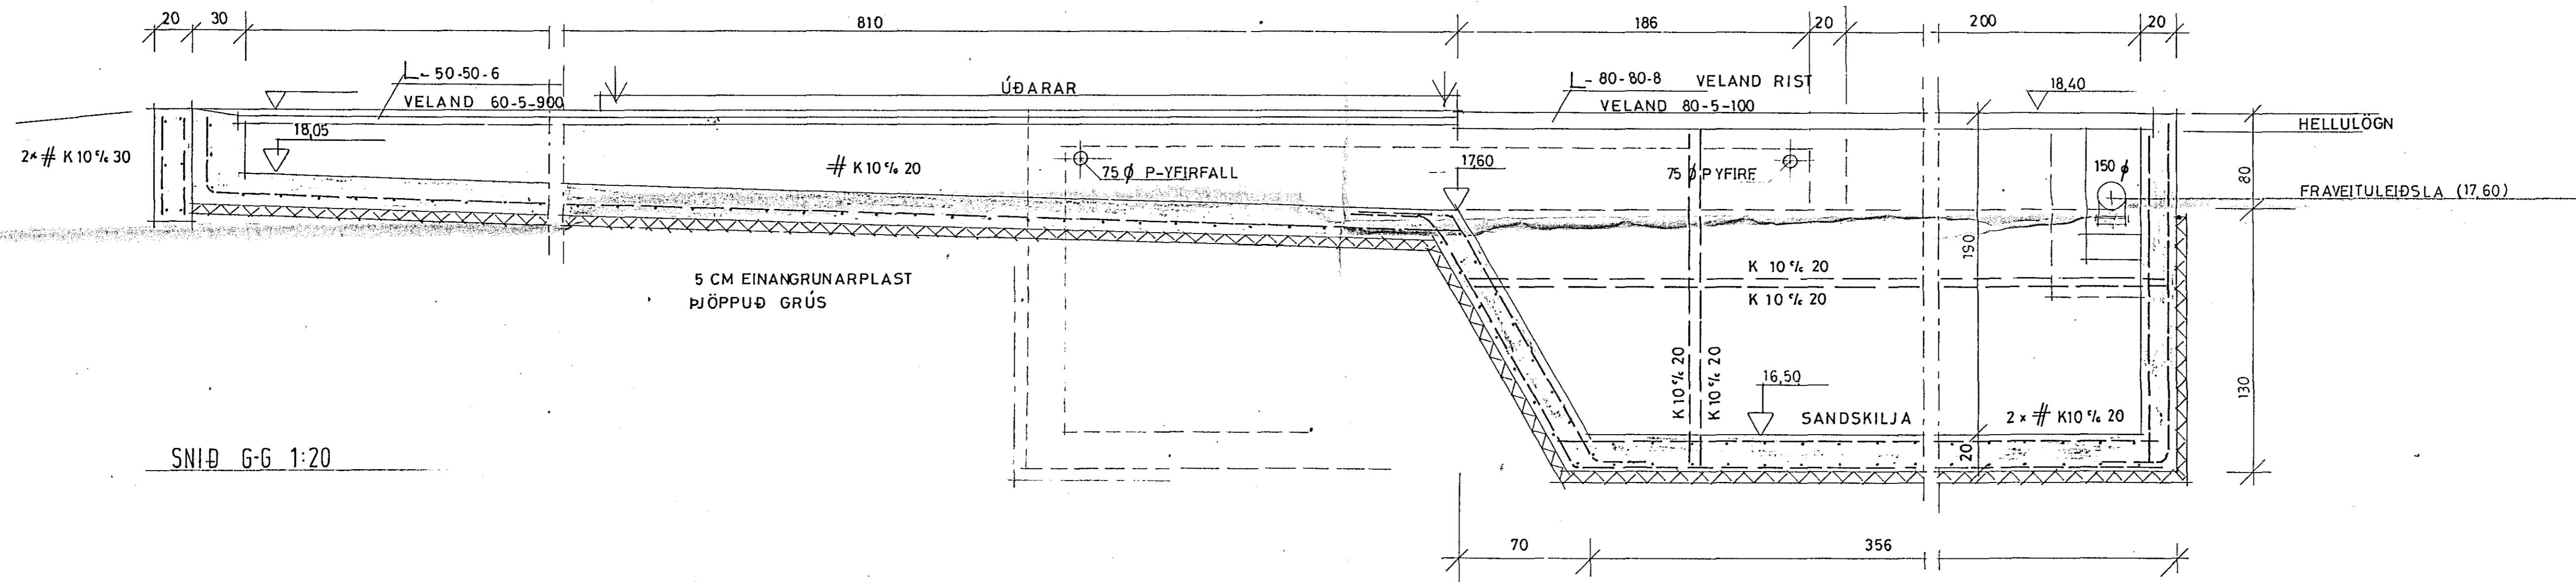 20 30 810 186 20 200 20
L-50-50-6
VELAND 60-5-900
ÚÐARAR
L-80-80-8 VELAND RIST
VELAND 80-5-100
18,40
HELLULÖGN
18,05
2x # K 10 c/c 30
# K 10 c/c 20
75 Ø P-YFIRFALL
1760
75 Ø P YFIRF
150 ø
80
FRAVEITULEIÐSLA (17,60)
5 CM EINANGRUNARPLAST
ÞJÖPPUÐ GRÚS
K 10 c/c 20
K 10 c/c 20
190
K 10 c/c 20
K 10 c/c 20
16,50
130
SANDSKILJA
2 x # K10 c/c 20
20
SNIÐ G-G 1:20
70 356